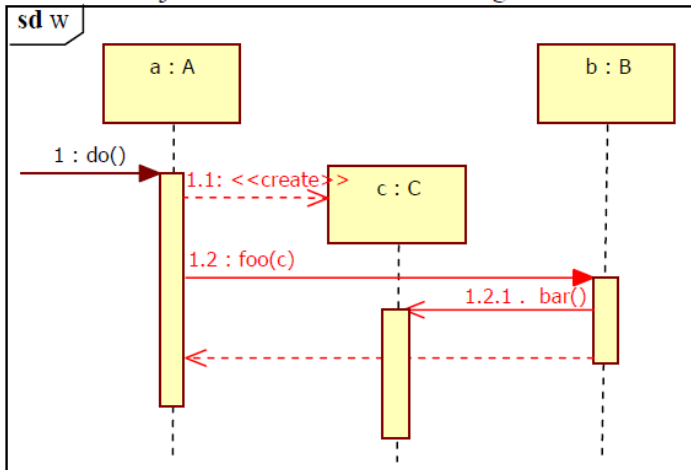 sd w
a : A
b : B
1 : do()
1.1: <<create>>
c : C
1.2 : foo(c)
1.2.1 . bar()